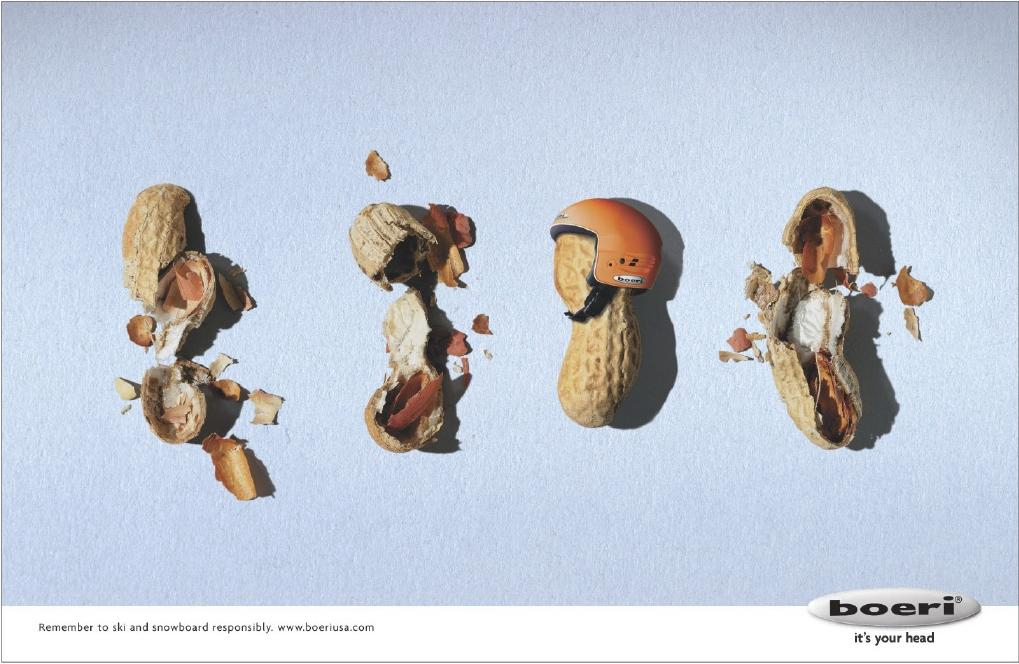 boeri
Remember to ski and snowboard responsibly. www.boeriusa.com
boeri®
it's your head